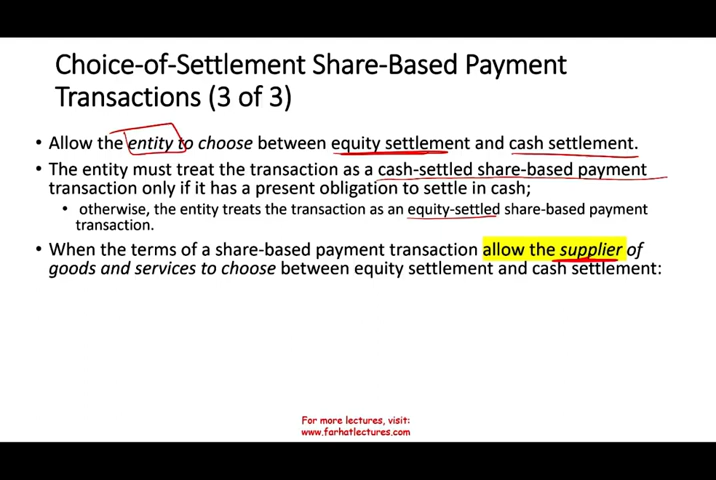 Choice-of-Settlement Share-Based Payment
Transactions (3 of 3)
• Allow the entity to choose between equity settlement and cash settlement.
• The entity must treat the transaction as a cash-settled share-based payment
transaction only if it has a present obligation to settle in cash;
• otherwise, the entity treats the transaction as an equity-settled share-based payment
transaction.
• When the terms of a share-based payment transaction allow the supplier of
goods and services to choose between equity settlement and cash settlement:
For more lectures, visit:
www.farhatlectures.com